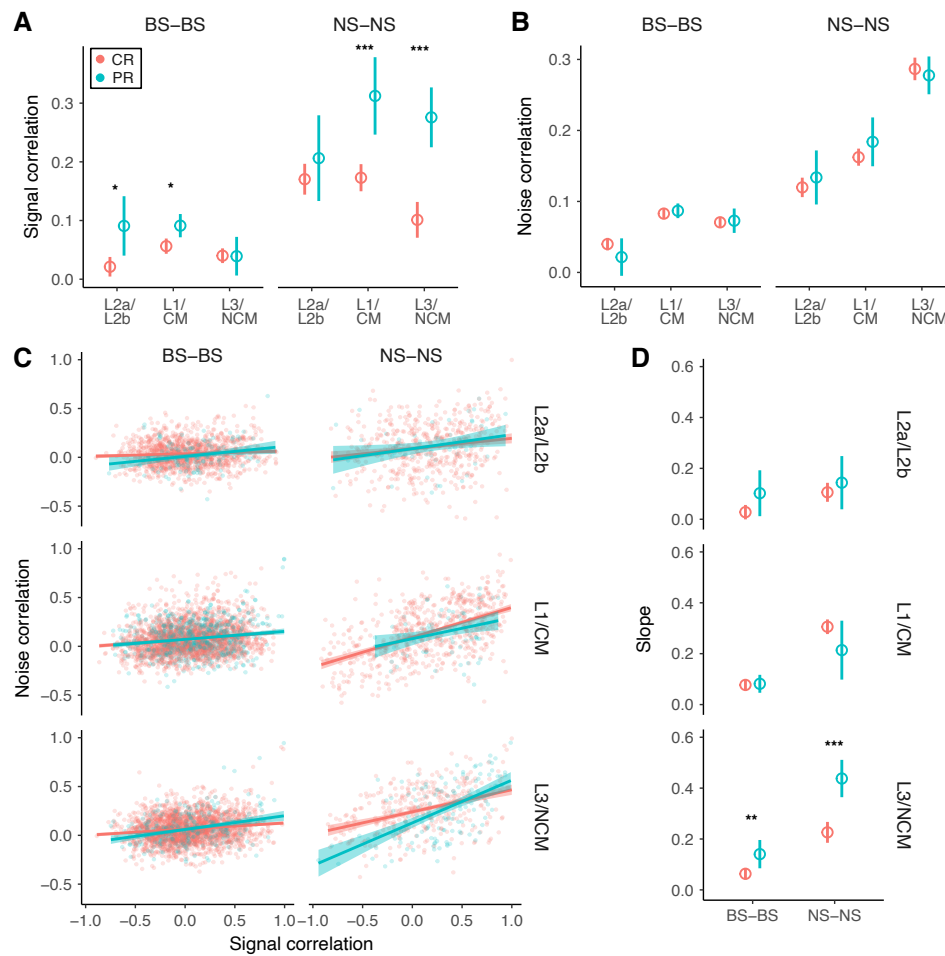 A
BS−BS
NS−NS
CR
PR
Signal correlation
0.3
0.2
0.1
0.0
*
*
***
***
L2a/
L2b
L1/
CM
L3/
NCM
L2a/
L2b
L1/
CM
L3/
NCM
B
BS−BS
NS−NS
Noise correlation
0.3
0.2
0.1
0.0
L2a/
L2b
L1/
CM
L3/
NCM
L2a/
L2b
L1/
CM
L3/
NCM
C
BS−BS
NS−NS
Noise correlation
1.0
0.5
0.0
−0.5
L2a/L2b
1.0
0.5
0.0
−0.5
L1/CM
1.0
0.5
0.0
−0.5
L3/NCM
−1.0 −0.5 0.0 0.5 1.0
−1.0 −0.5 0.0 0.5 1.0
Signal correlation
D
Slope
0.6
0.4
0.2
0.0
L2a/L2b
0.6
0.4
0.2
0.0
L1/CM
0.6
0.4
0.2
0.0
**
***
L3/NCM
BS−BS
NS−NS